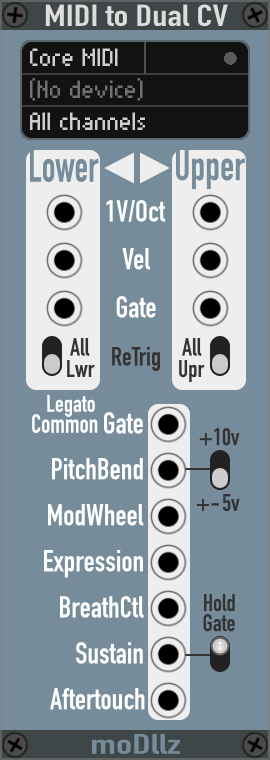 MIDI to Dual CV
Core MIDI
(No device)
All channels
Lower Upper
1V/Oct
Vel
Gate
All Lwr ReTrig All Upr
Legato
Common Gate
+10v
PitchBend
+-5v
ModWheel
Expression
BreathCtl
Hold
Gate
Sustain
Aftertouch
moDllz